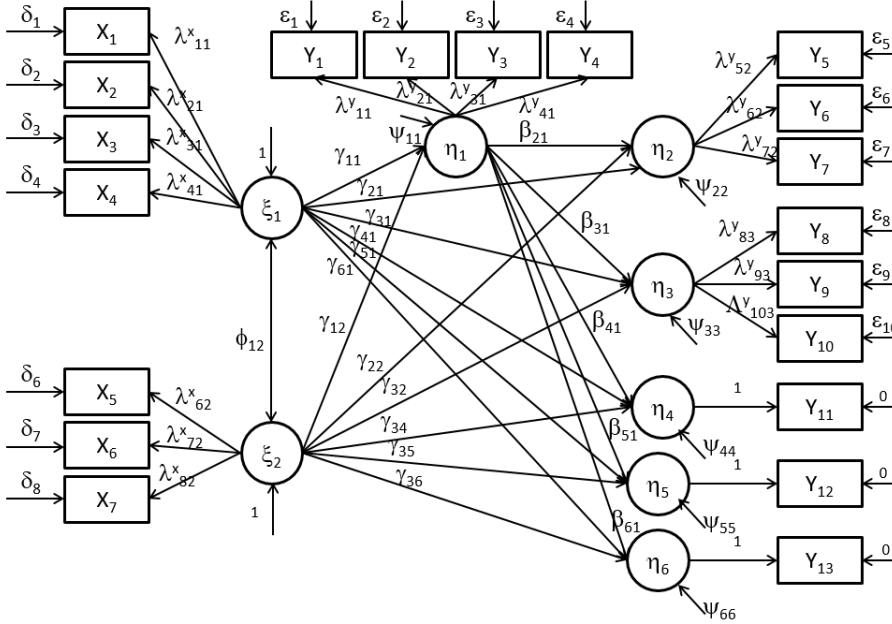 ε1 ε2 ε3 ε4
δ1 X1 λx11
Y1 Y2 Y3 Y4
λy11 λy21 λy31 λy41
δ2 X2 λx21
δ3 X3 λx31
δ4 X4 λx41
ψ11 η1 β21 η2 ψ22
λy52 Y5 ε5
λy62 Y6 ε6
λy72 Y7 ε7
1 ξ1
γ11
γ21
γ31
γ41
γ51
γ61
β31
η3 ψ33
λy83 Y8 ε8
λy93 Y9 ε9
Λy103 Y10 ε10
ϕ12
γ12
β41
γ22
γ32
η4 ψ44 1 Y11 0
δ6 X5 λx62
δ7 X6 λx72
δ8 X7 λx82
ξ2 1
γ34
γ35
γ36
β51
η5 ψ55 1 Y12 0
β61
η6 ψ66 1 Y13 0